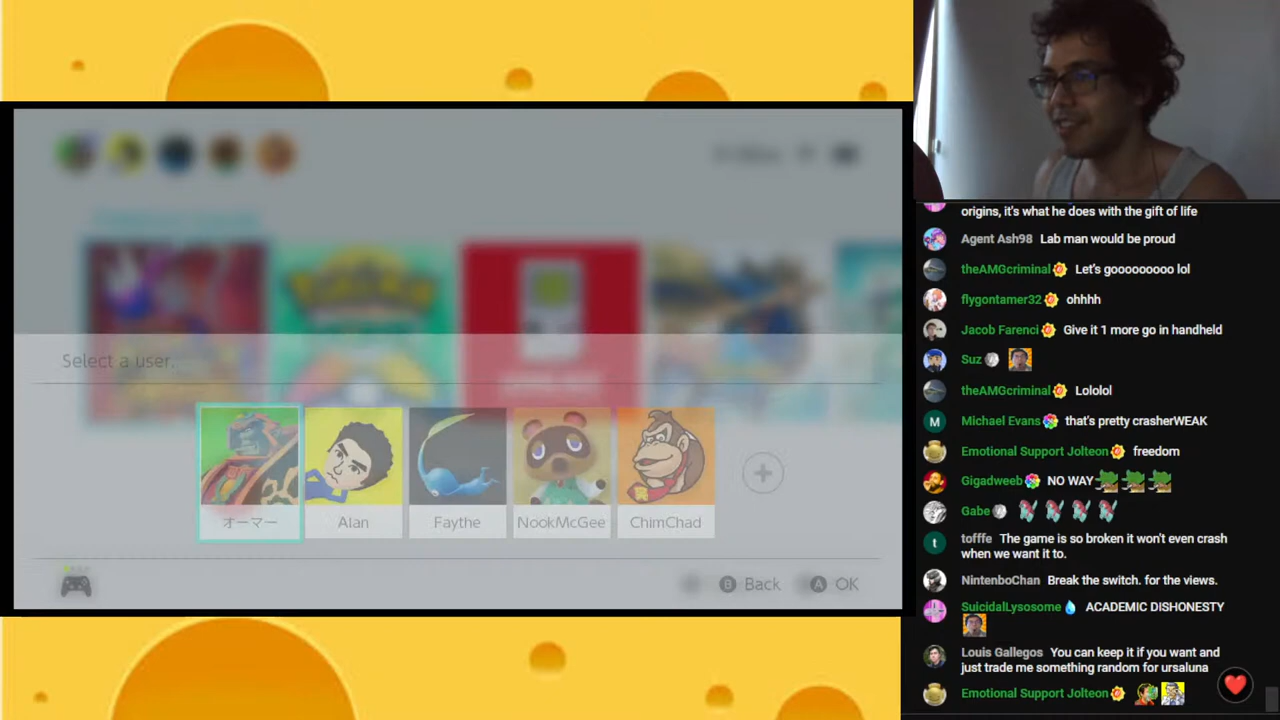 Select a user.
オーマー
Alan
Faythe
NookMcGee
ChimChad
B Back
A OK
origins, it's what he does with the gift of life
Agent Ash98 Lab man would be proud
theAMGcriminal Let's gooooooooo lol
flygontamer32 ohhhh
Jacob Farenci Give it 1 more go in handheld
Suz
theAMGcriminal Lololol
M Michael Evans that's pretty crasherWEAK
Emotional Support Jolteon freedom
Gigadweeb NO WAY
Gabe
t tofffe The game is so broken it won't even crash
when we want it to.
NintenboChan Break the switch. for the views.
SuicidalLysosome ACADEMIC DISHONESTY
Louis Gallegos You can keep it if you want and
just trade me something random for ursaluna
Emotional Support Jolteon